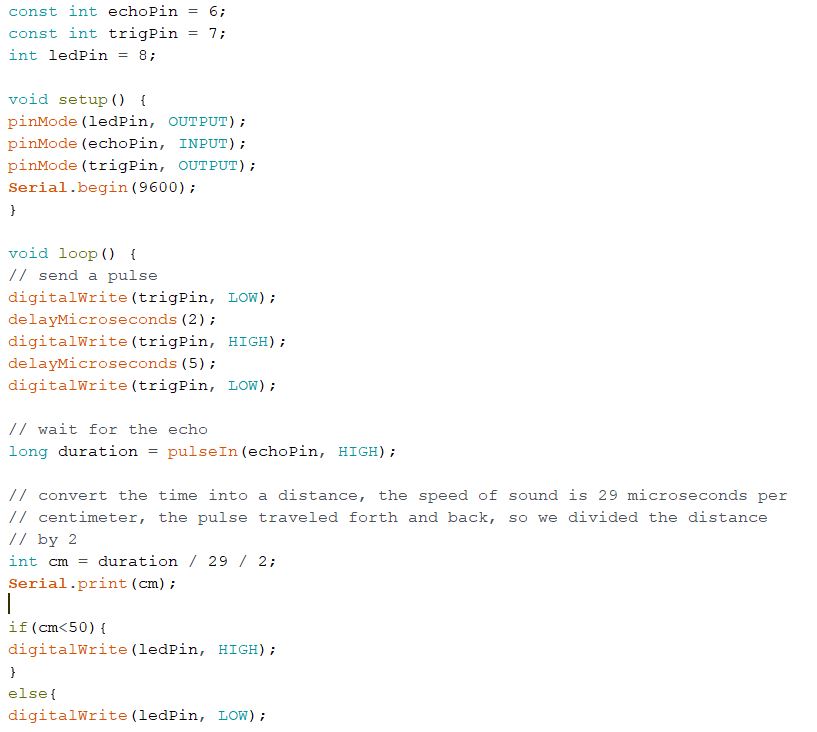 const int echoPin = 6;
const int trigPin = 7;
int ledPin = 8;
void setup() {
pinMode(ledPin, OUTPUT);
pinMode(echoPin, INPUT);
pinMode(trigPin, OUTPUT);
Serial.begin(9600);
}
void loop() {
// send a pulse
digitalWrite(trigPin, LOW);
delayMicroseconds(2);
digitalWrite(trigPin, HIGH);
delayMicroseconds(5);
digitalWrite(trigPin, LOW);
// wait for the echo
long duration = pulseIn(echoPin, HIGH);
// convert the time into a distance, the speed of sound is 29 microseconds per
// centimeter, the pulse traveled forth and back, so we divided the distance
// by 2
int cm = duration / 29 / 2;
Serial.print(cm);
if(cm<50){
digitalWrite(ledPin, HIGH);
}
else{
digitalWrite(ledPin, LOW);